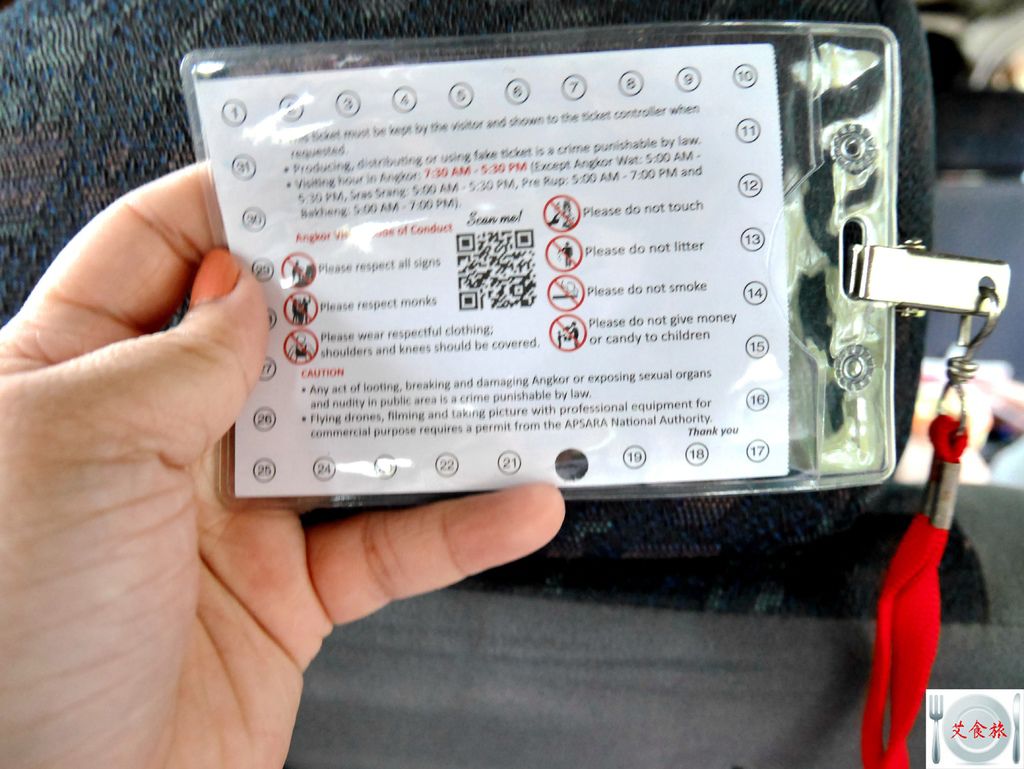 1 2 3 4 5 6 7 8 9 10
ticket must be kept by the visitor and shown to the ticket controller when
requested.
• Producing, distributing or using fake ticket is a crime punishable by law.
• Visiting hour in Angkor: 7:30 AM - 5:30 PM (Except Angkor Wat: 5:00 AM -
5:30 PM, Sras Srang: 5:00 AM - 5:30 PM, Pre Rup: 5:00 AM - 7:00 PM and
Bakheng: 5:00 AM - 7:00 PM).
Angkor of Conduct
Please respect all signs
Please respect monks
Please wear respectful clothing;
shoulders and knees should be covered.
Scan me!
Please do not touch
Please do not litter
Please do not smoke
Please do not give money
or candy to children
CAUTION
• Any act of looting, breaking and damaging Angkor or exposing sexual organs
and nudity in public area is a crime punishable by law.
• Flying drones, filming and taking picture with professional equipment for
commercial purpose requires a permit from the APSARA National Authority.
Thank you
11
12
13
14
15
16
17
18
19
21
22
24
25
26
29
30
31
艾食旅